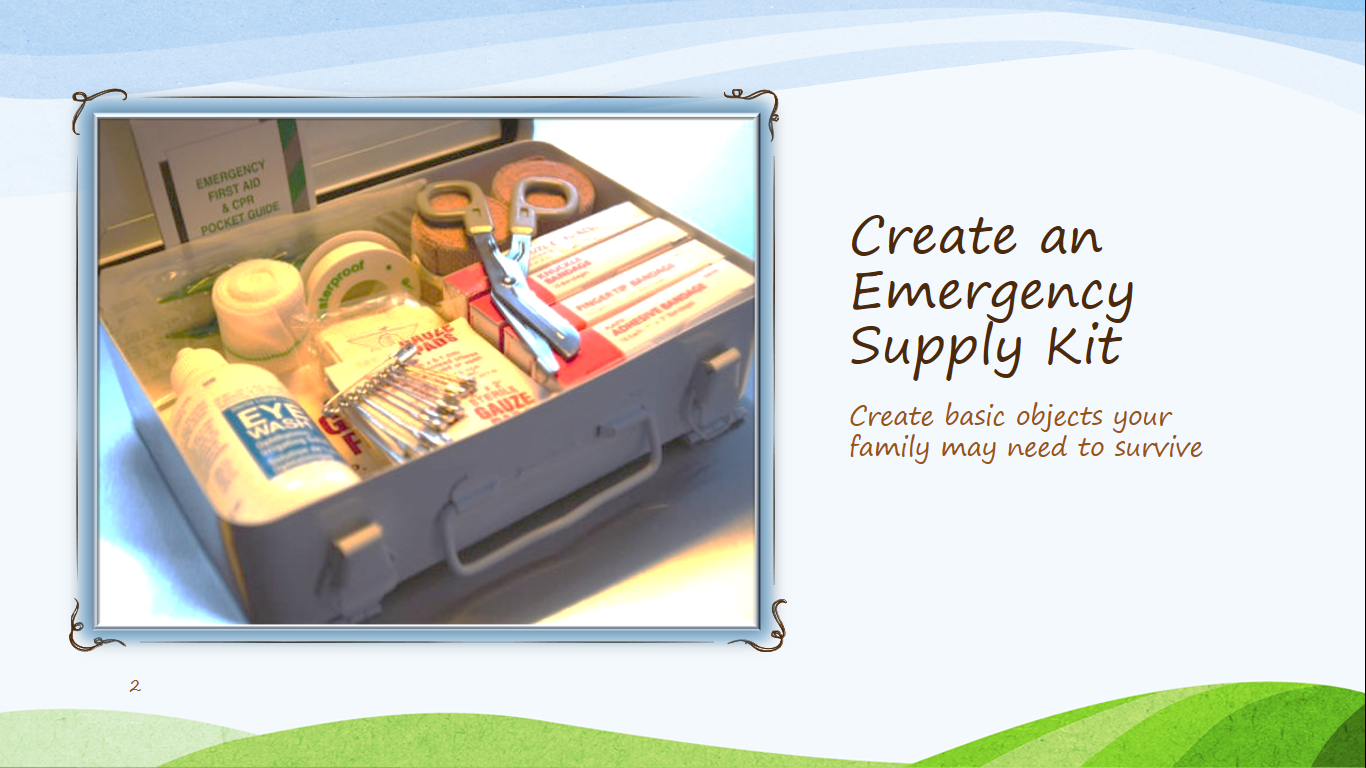 EMERGENCY
FIRST AID
& CPR
POCKET GUIDE
KNUCKLE
BANDAGE
FINGER TIP BANDAGE
ADHESIVE BANDAGE
PADS
STERILE
GAUZE
EYE
WASH
Create an
Emergency
Supply Kit
Create basic objects your
family may need to survive
2